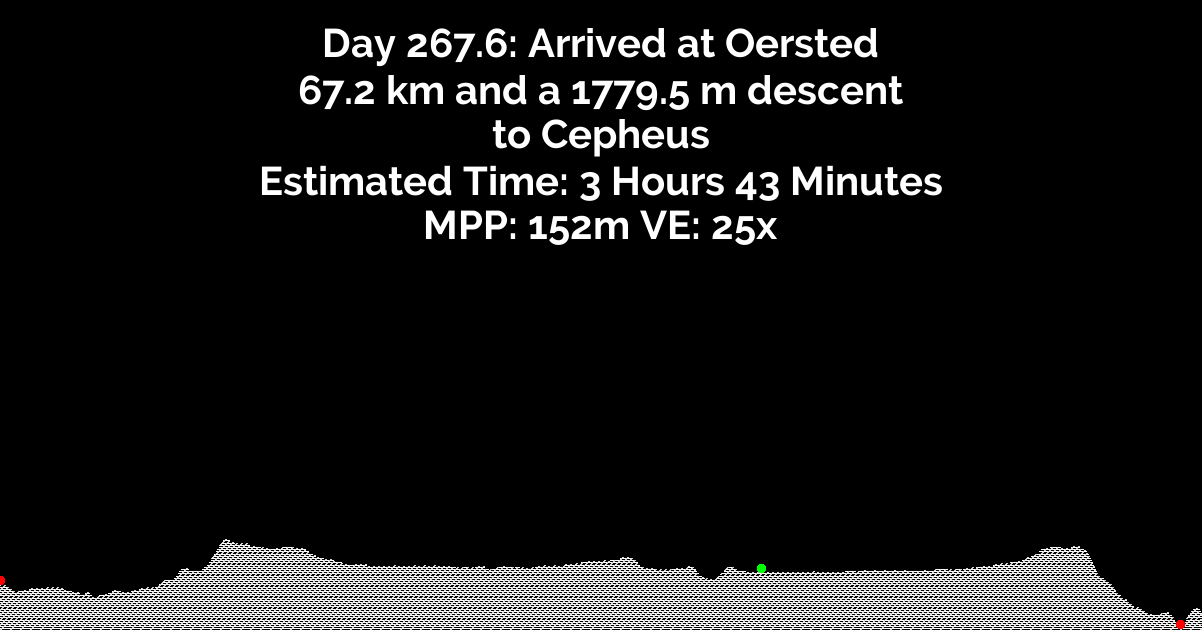 Day 267.6: Arrived at Oersted
67.2 km and a 1779.5 m descent
to Cepheus
Estimated Time: 3 Hours 43 Minutes
MPP: 152m VE: 25x